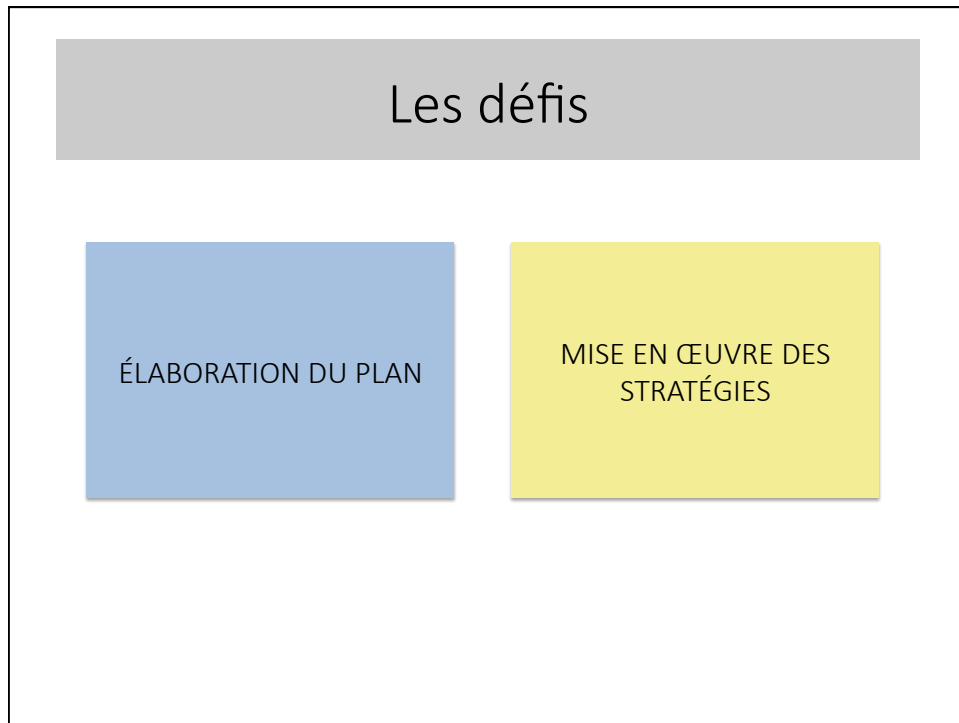 Les défis
ÉLABORATION DU PLAN
MISE EN ŒUVRE DES
STRATÉGIES